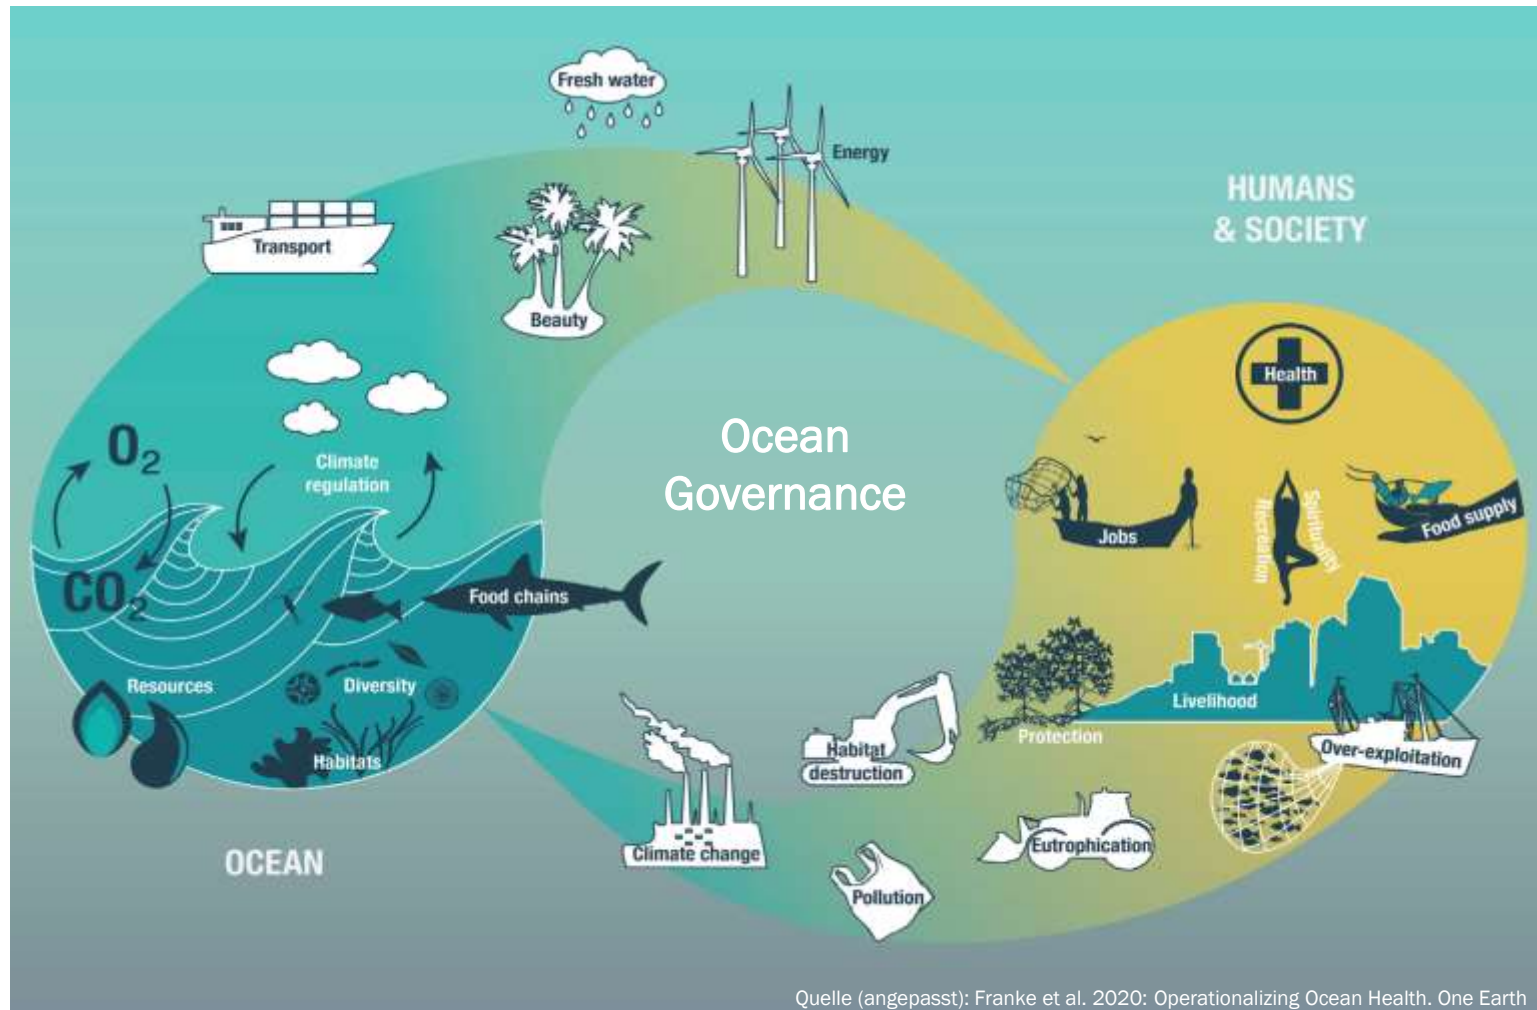 Fresh water
Energy
HUMANS
& SOCIETY
Transport
Beauty
Health
O2
Climate
regulation
Ocean
Governance
Jobs
Recreation
Spirituality
Food supply
CO2
Food chains
Resources
Diversity
Habitats
Livelihood
Protection
Over-exploitation
Habitat
destruction
Climate change
Eutrophication
Pollution
OCEAN
Quelle (angepasst): Franke et al. 2020: Operationalizing Ocean Health. One Earth